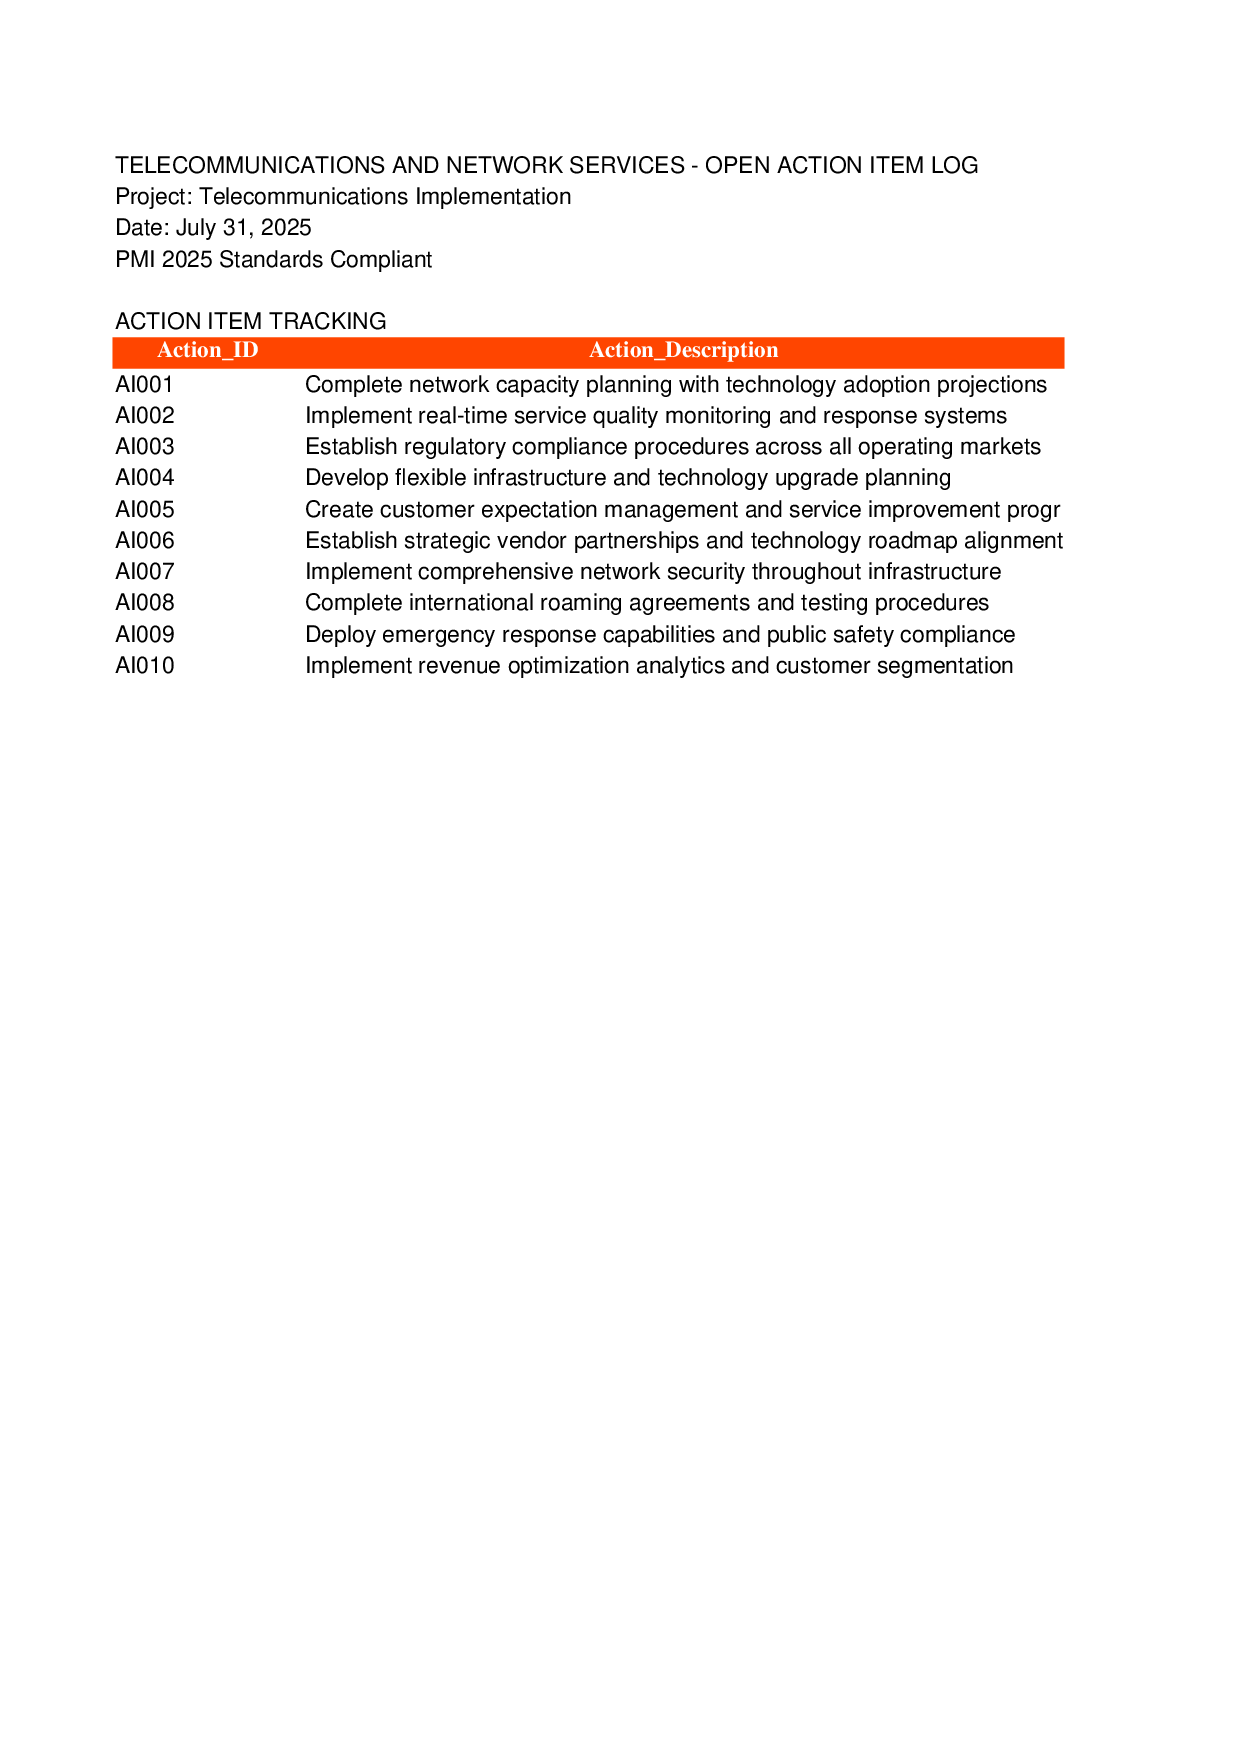 TELECOMMUNICATIONS AND NETWORK SERVICES - OPEN ACTION ITEM LOG
Project: Telecommunications Implementation
Date: July 31, 2025
PMI 2025 Standards Compliant
ACTION ITEM TRACKING
Action_ID Action_Description
AI001 Complete network capacity planning with technology adoption projections
AI002 Implement real-time service quality monitoring and response systems
AI003 Establish regulatory compliance procedures across all operating markets
AI004 Develop flexible infrastructure and technology upgrade planning
AI005 Create customer expectation management and service improvement progr
AI006 Establish strategic vendor partnerships and technology roadmap alignment
AI007 Implement comprehensive network security throughout infrastructure
AI008 Complete international roaming agreements and testing procedures
AI009 Deploy emergency response capabilities and public safety compliance
AI010 Implement revenue optimization analytics and customer segmentation